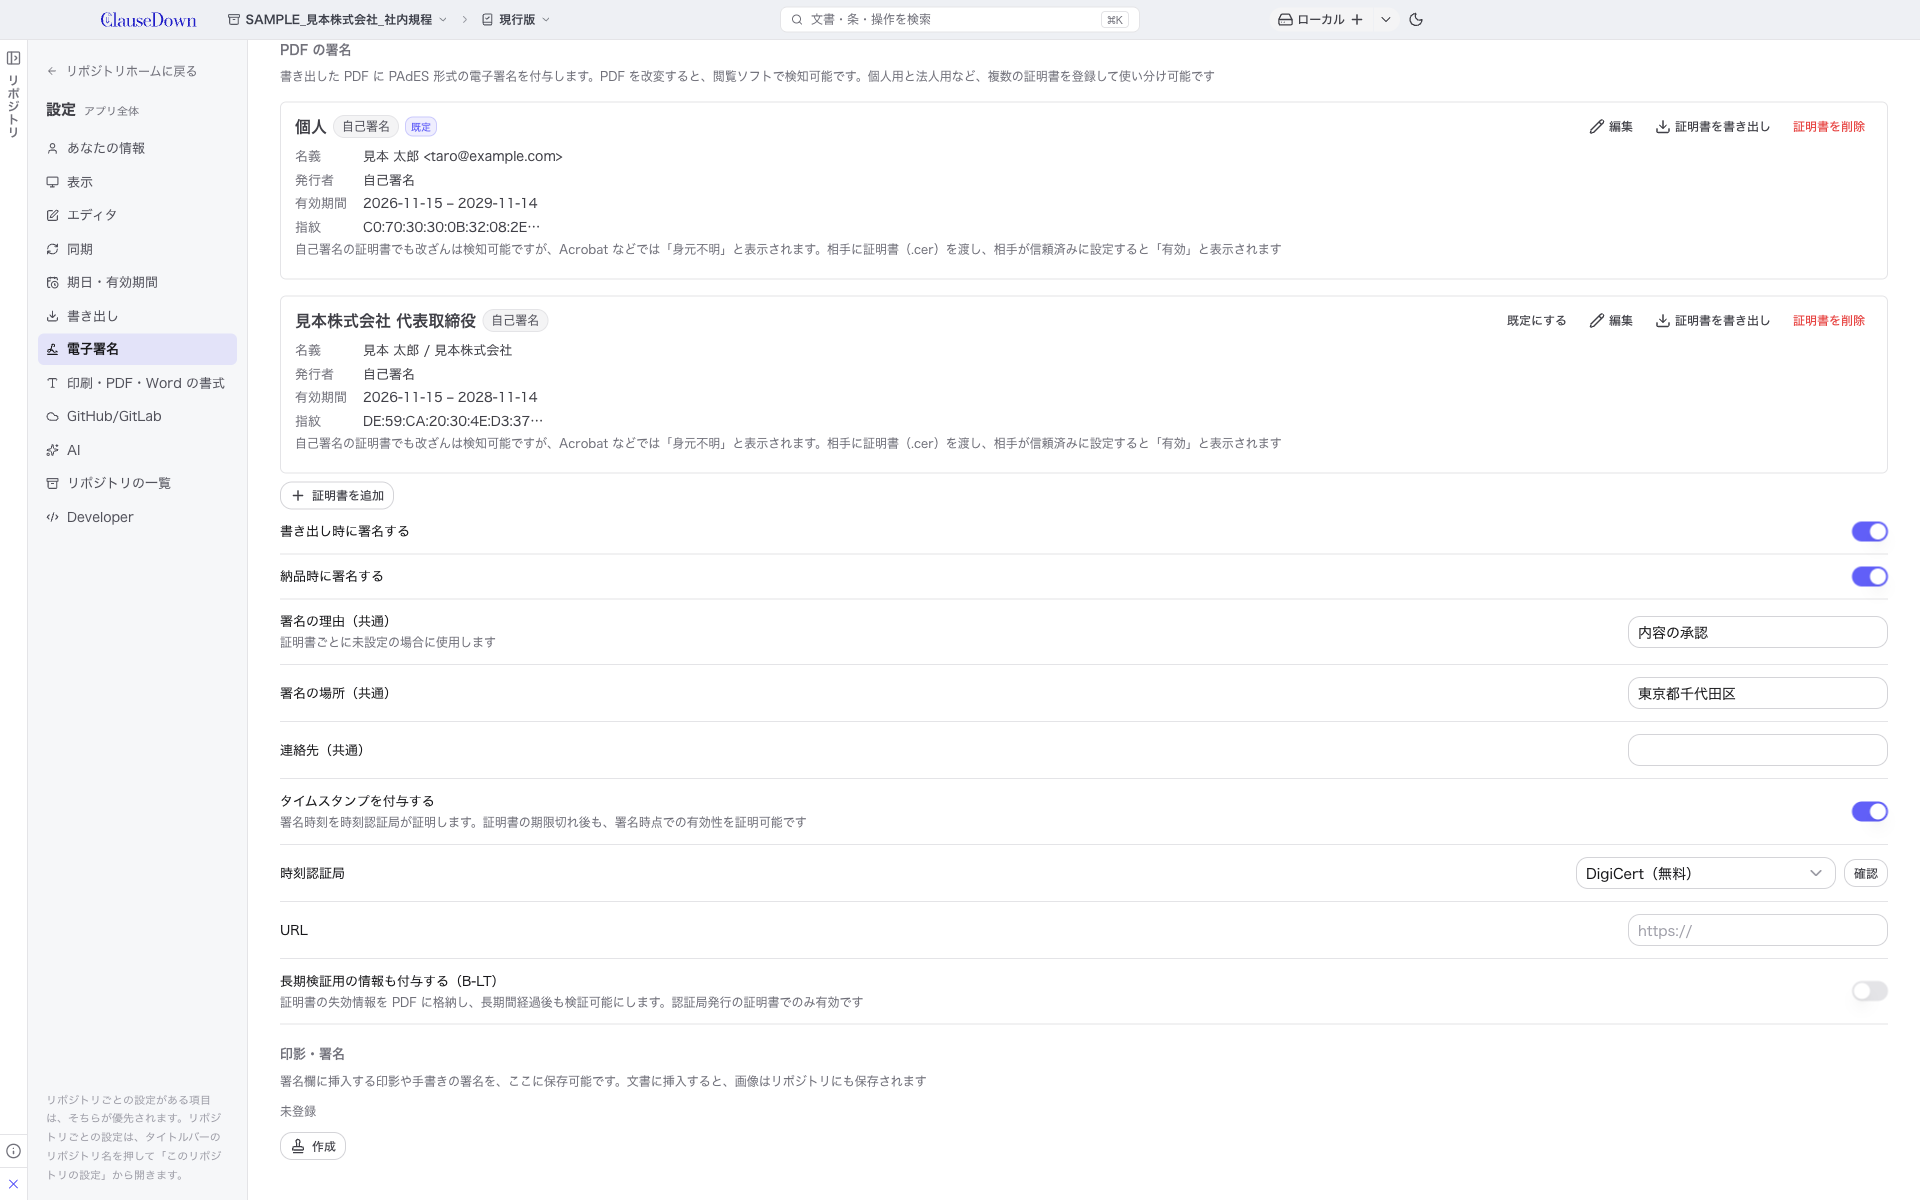 ClauseDown
SAMPLE_見本株式会社_社内規程
現行版
文書・条・操作を検索
⌘K
ローカル
リポジトリ
リポジトリホームに戻る
設定 アプリ全体
あなたの情報
表示
エディタ
同期
期日・有効期間
書き出し
電子署名
印刷・PDF・Word の書式
GitHub/GitLab
AI
リポジトリの一覧
Developer
リポジトリごとの設定がある項目
は、そちらが優先されます。リポジ
トリごとの設定は、タイトルバーの
リポジトリ名を押して「このリポジ
トリの設定」から開きます。
PDF の署名
書き出した PDF に PAdES 形式の電子署名を付与します。PDF を改変すると、閲覧ソフトで検知可能です。個人用と法人用など、複数の証明書を登録して使い分け可能です
個人 自己署名 既定
編集 証明書を書き出し 証明書を削除
名義 見本 太郎 <taro@example.com>
発行者 自己署名
有効期間 2026-11-15 – 2029-11-14
指紋 C0:70:30:30:0B:32:08:2E…
自己署名の証明書でも改ざんは検知可能ですが、Acrobat などでは「身元不明」と表示されます。相手に証明書（.cer）を渡し、相手が信頼済みに設定すると「有効」と表示されます
見本株式会社 代表取締役 自己署名
既定にする 編集 証明書を書き出し 証明書を削除
名義 見本 太郎 / 見本株式会社
発行者 自己署名
有効期間 2026-11-15 – 2028-11-14
指紋 DE:59:CA:20:30:4E:D3:37…
自己署名の証明書でも改ざんは検知可能ですが、Acrobat などでは「身元不明」と表示されます。相手に証明書（.cer）を渡し、相手が信頼済みに設定すると「有効」と表示されます
証明書を追加
書き出し時に署名する
納品時に署名する
署名の理由（共通）
証明書ごとに未設定の場合に使用します
内容の承認
署名の場所（共通）
東京都千代田区
連絡先（共通）
タイムスタンプを付与する
署名時刻を時刻認証局が証明します。証明書の期限切れ後も、署名時点での有効性を証明可能です
時刻認証局
DigiCert（無料）
確認
URL
https://
長期検証用の情報も付与する（B-LT）
証明書の失効情報を PDF に格納し、長期間経過後も検証可能にします。認証局発行の証明書でのみ有効です
印影・署名
署名欄に挿入する印影や手書きの署名を、ここに保存可能です。文書に挿入すると、画像はリポジトリにも保存されます
未登録
作成